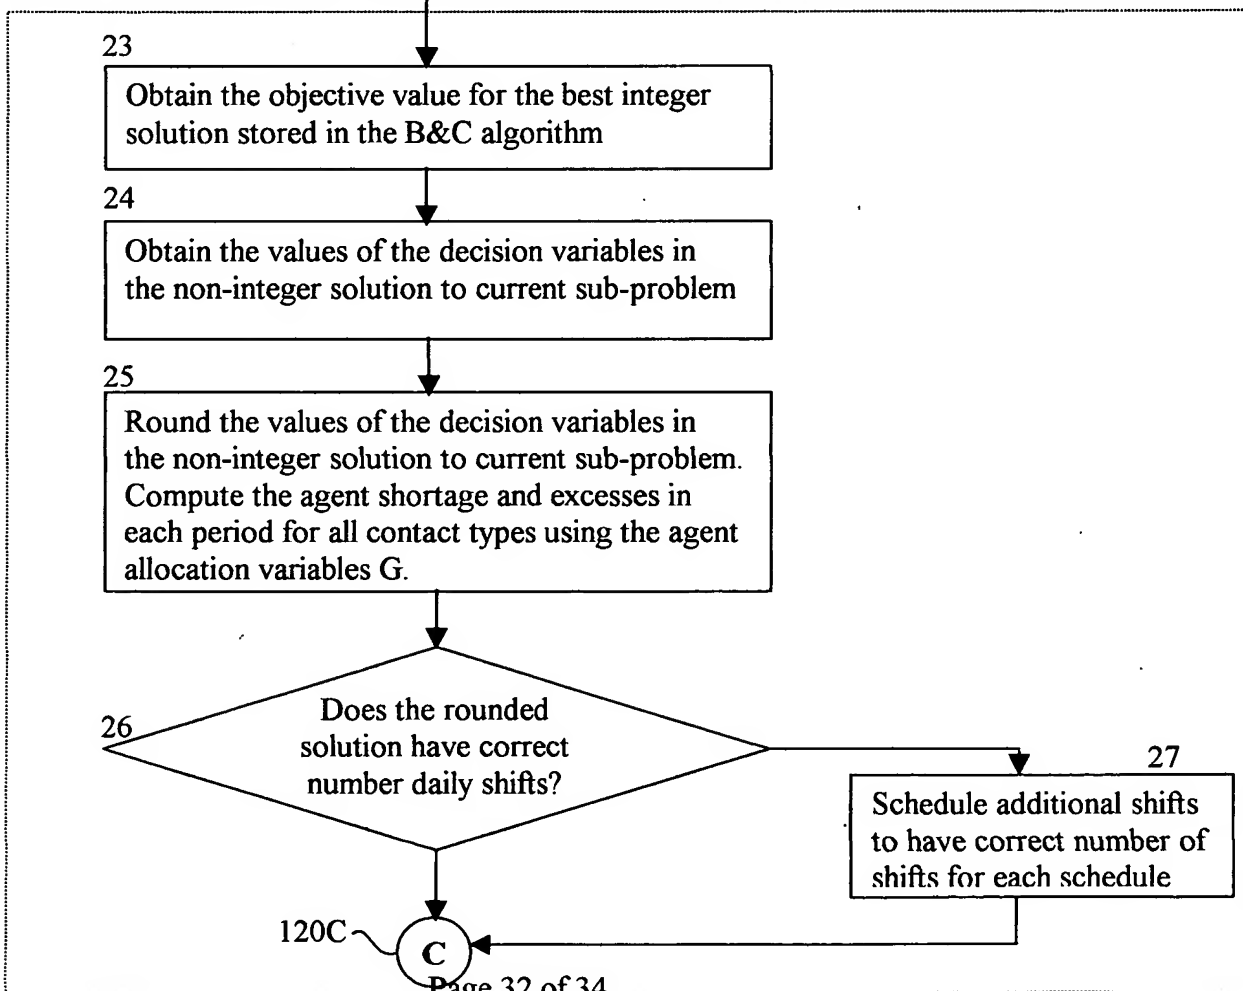 23
Obtain the objective value for the best integer
solution stored in the B&C algorithm
24
Obtain the values of the decision variables in
the non-integer solution to current sub-problem
25
Round the values of the decision variables in
the non-integer solution to current sub-problem.
Compute the agent shortage and excesses in
each period for all contact types using the agent
allocation variables G.
26
Does the rounded
solution have correct
number daily shifts?
27
Schedule additional shifts
to have correct number of
shifts for each schedule
120C
C
Page 32 of 34